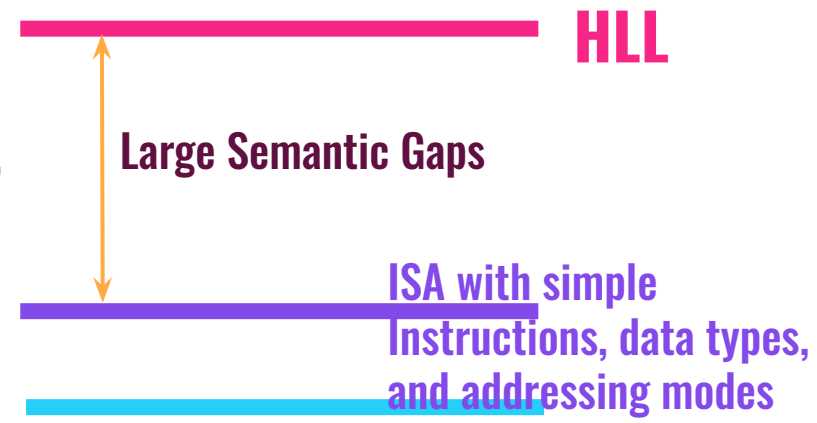 HLL
Large Semantic Gaps
ISA with simple
Instructions, data types,
and addressing modes